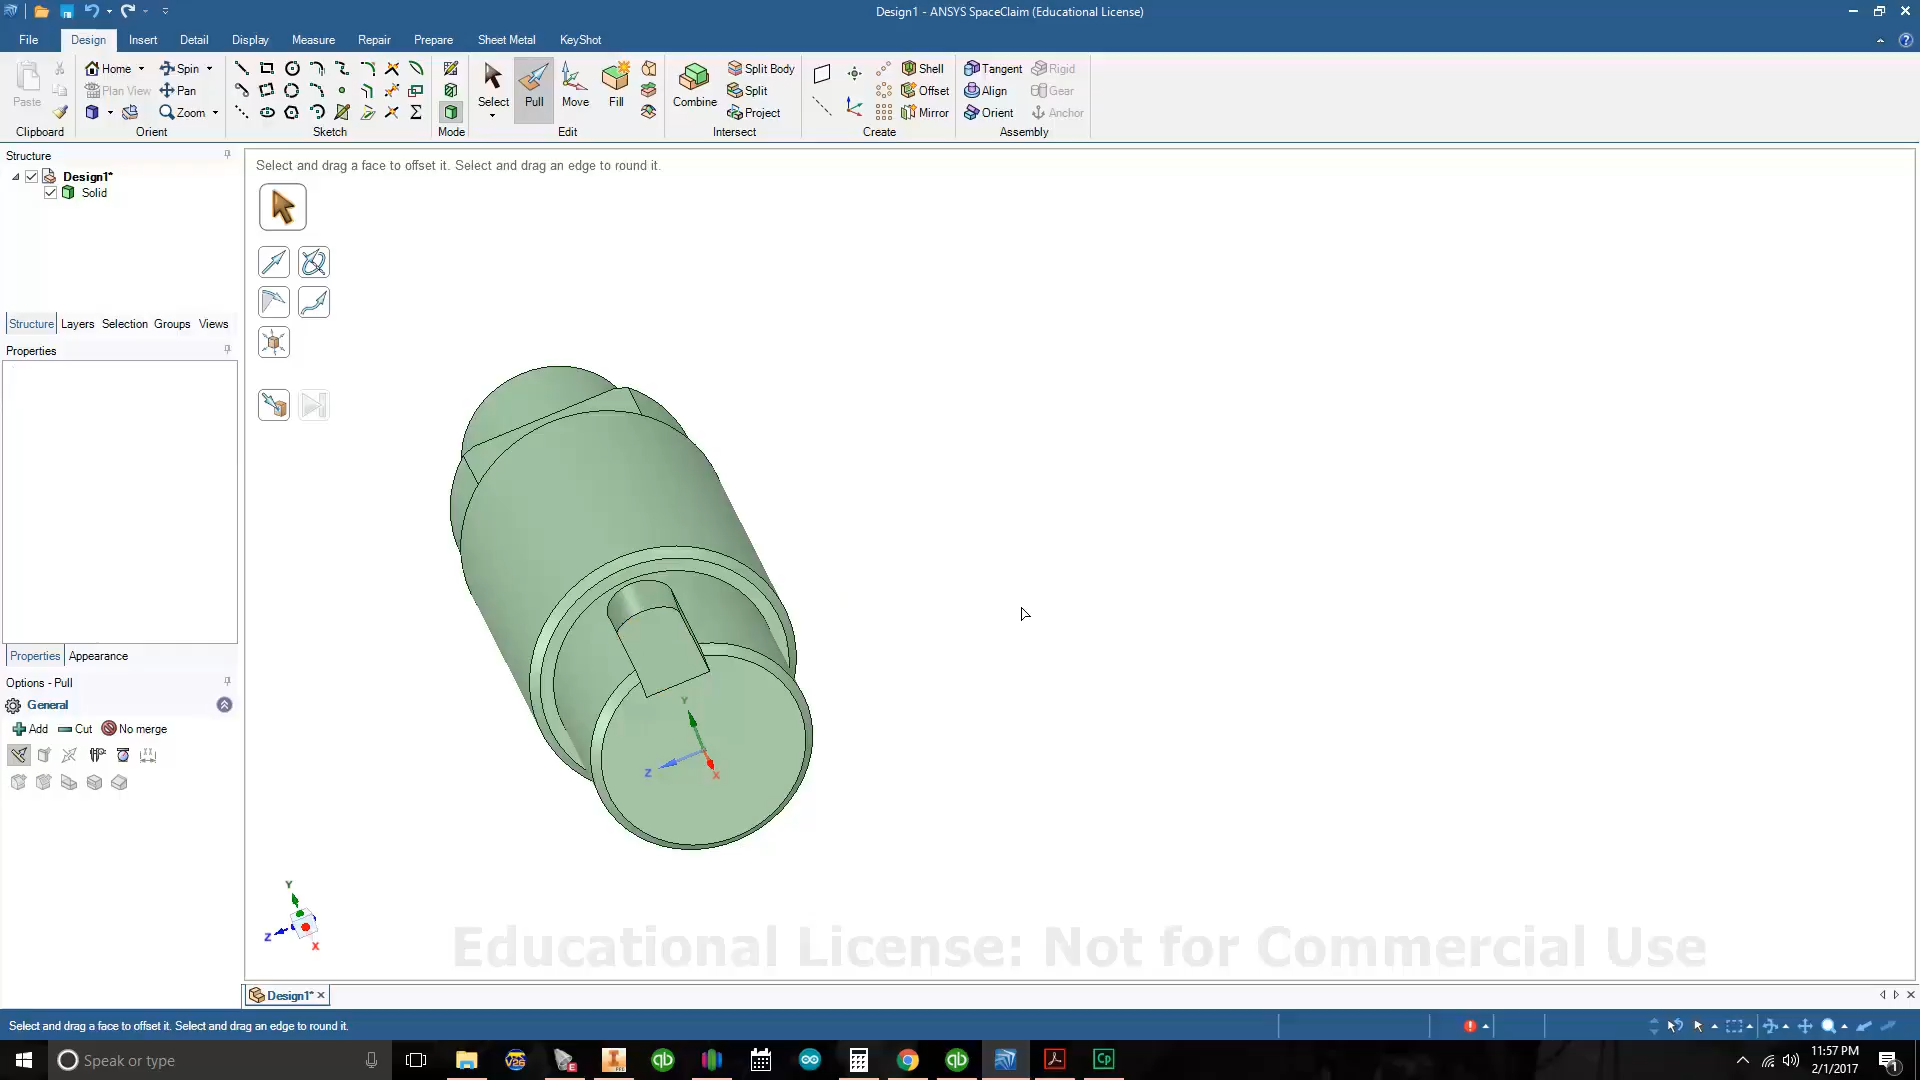 Design1 - ANSYS SpaceClaim (Educational License)
File Design Insert Detail Display Measure Repair Prepare Sheet Metal KeyShot
Home Spin Split Body Shell Tangent Rigid
Plan View Pan Split Offset Align Gear
Paste Zoom Select Pull Move Fill Combine Project Mirror Orient Anchor
Clipboard Orient Sketch Mode Edit Intersect Create Assembly
Structure
Select and drag a face to offset it. Select and drag an edge to round it.
Design1*
Solid
Structure Layers Selection Groups Views
Properties
Properties Appearance
Options - Pull
General
Add Cut No merge
Y
Z
X
Y
Z
X
Educational License: Not for Commercial Use
Design1*
Select and drag a face to offset it. Select and drag an edge to round it.
Speak or type
11:57 PM
2/1/2017